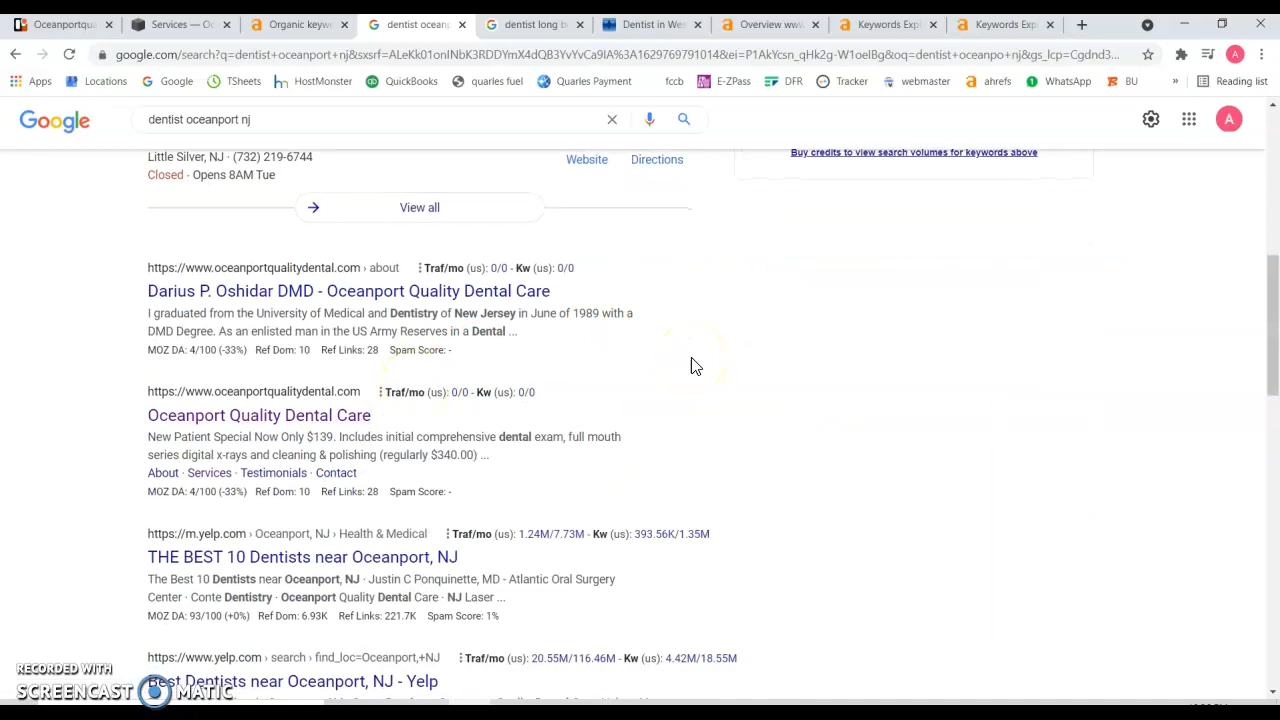 Oceanportqua
Services — Oc
Organic keyw
dentist oceanp
dentist long b
Dentist in Wes
Overview ww
Keywords Exp
Keywords Exp
google.com/search?q=dentist+oceanport+nj&sxsrf=ALeKk01onINbK3RDDYmX4dQB3YvYvCa9IA%3A1629769791014&ei=P1AkYcsn_gHk2g-W1oeIBg&oq=dentist+oceanpo+nj&gs_lcp=Cgdnd3...
A
Apps
Locations
Google
TSheets
HostMonster
QuickBooks
quarles fuel
Quarles Payment
fccb
E-ZPass
DFR
Tracker
webmaster
ahrefs
WhatsApp
BU
»
Reading list
Google
dentist oceanport nj
A
Little Silver, NJ · (732) 219-6744
Closed · Opens 8AM Tue
Website
Directions
Buy credits to view search volumes for keywords above
View all
https://www.oceanportqualitydental.com › about
Traf/mo (us): 0/0 - Kw (us): 0/0
Darius P. Oshidar DMD - Oceanport Quality Dental Care
I graduated from the University of Medical and Dentistry of New Jersey in June of 1989 with a
DMD Degree. As an enlisted man in the US Army Reserves in a Dental ...
MOZ DA: 4/100 (-33%) Ref Dom: 10 Ref Links: 28 Spam Score: -
https://www.oceanportqualitydental.com
Traf/mo (us): 0/0 - Kw (us): 0/0
Oceanport Quality Dental Care
New Patient Special Now Only $139. Includes initial comprehensive dental exam, full mouth
series digital x-rays and cleaning & polishing (regularly $340.00) ...
About · Services · Testimonials · Contact
MOZ DA: 4/100 (-33%) Ref Dom: 10 Ref Links: 28 Spam Score: -
https://m.yelp.com › Oceanport, NJ › Health & Medical
Traf/mo (us): 1.24M/7.73M - Kw (us): 393.56K/1.35M
THE BEST 10 Dentists near Oceanport, NJ
The Best 10 Dentists near Oceanport, NJ · Justin C Ponquinette, MD - Atlantic Oral Surgery
Center · Conte Dentistry · Oceanport Quality Dental Care · NJ Laser ...
MOZ DA: 93/100 (+0%) Ref Dom: 6.93K Ref Links: 221.7K Spam Score: 1%
https://www.yelp.com › search › find_loc=Oceanport,+NJ
Traf/mo (us): 20.55M/116.46M - Kw (us): 4.42M/18.55M
Best Dentists near Oceanport, NJ - Yelp
RECORDED WITH
SCREENCAST MATIC